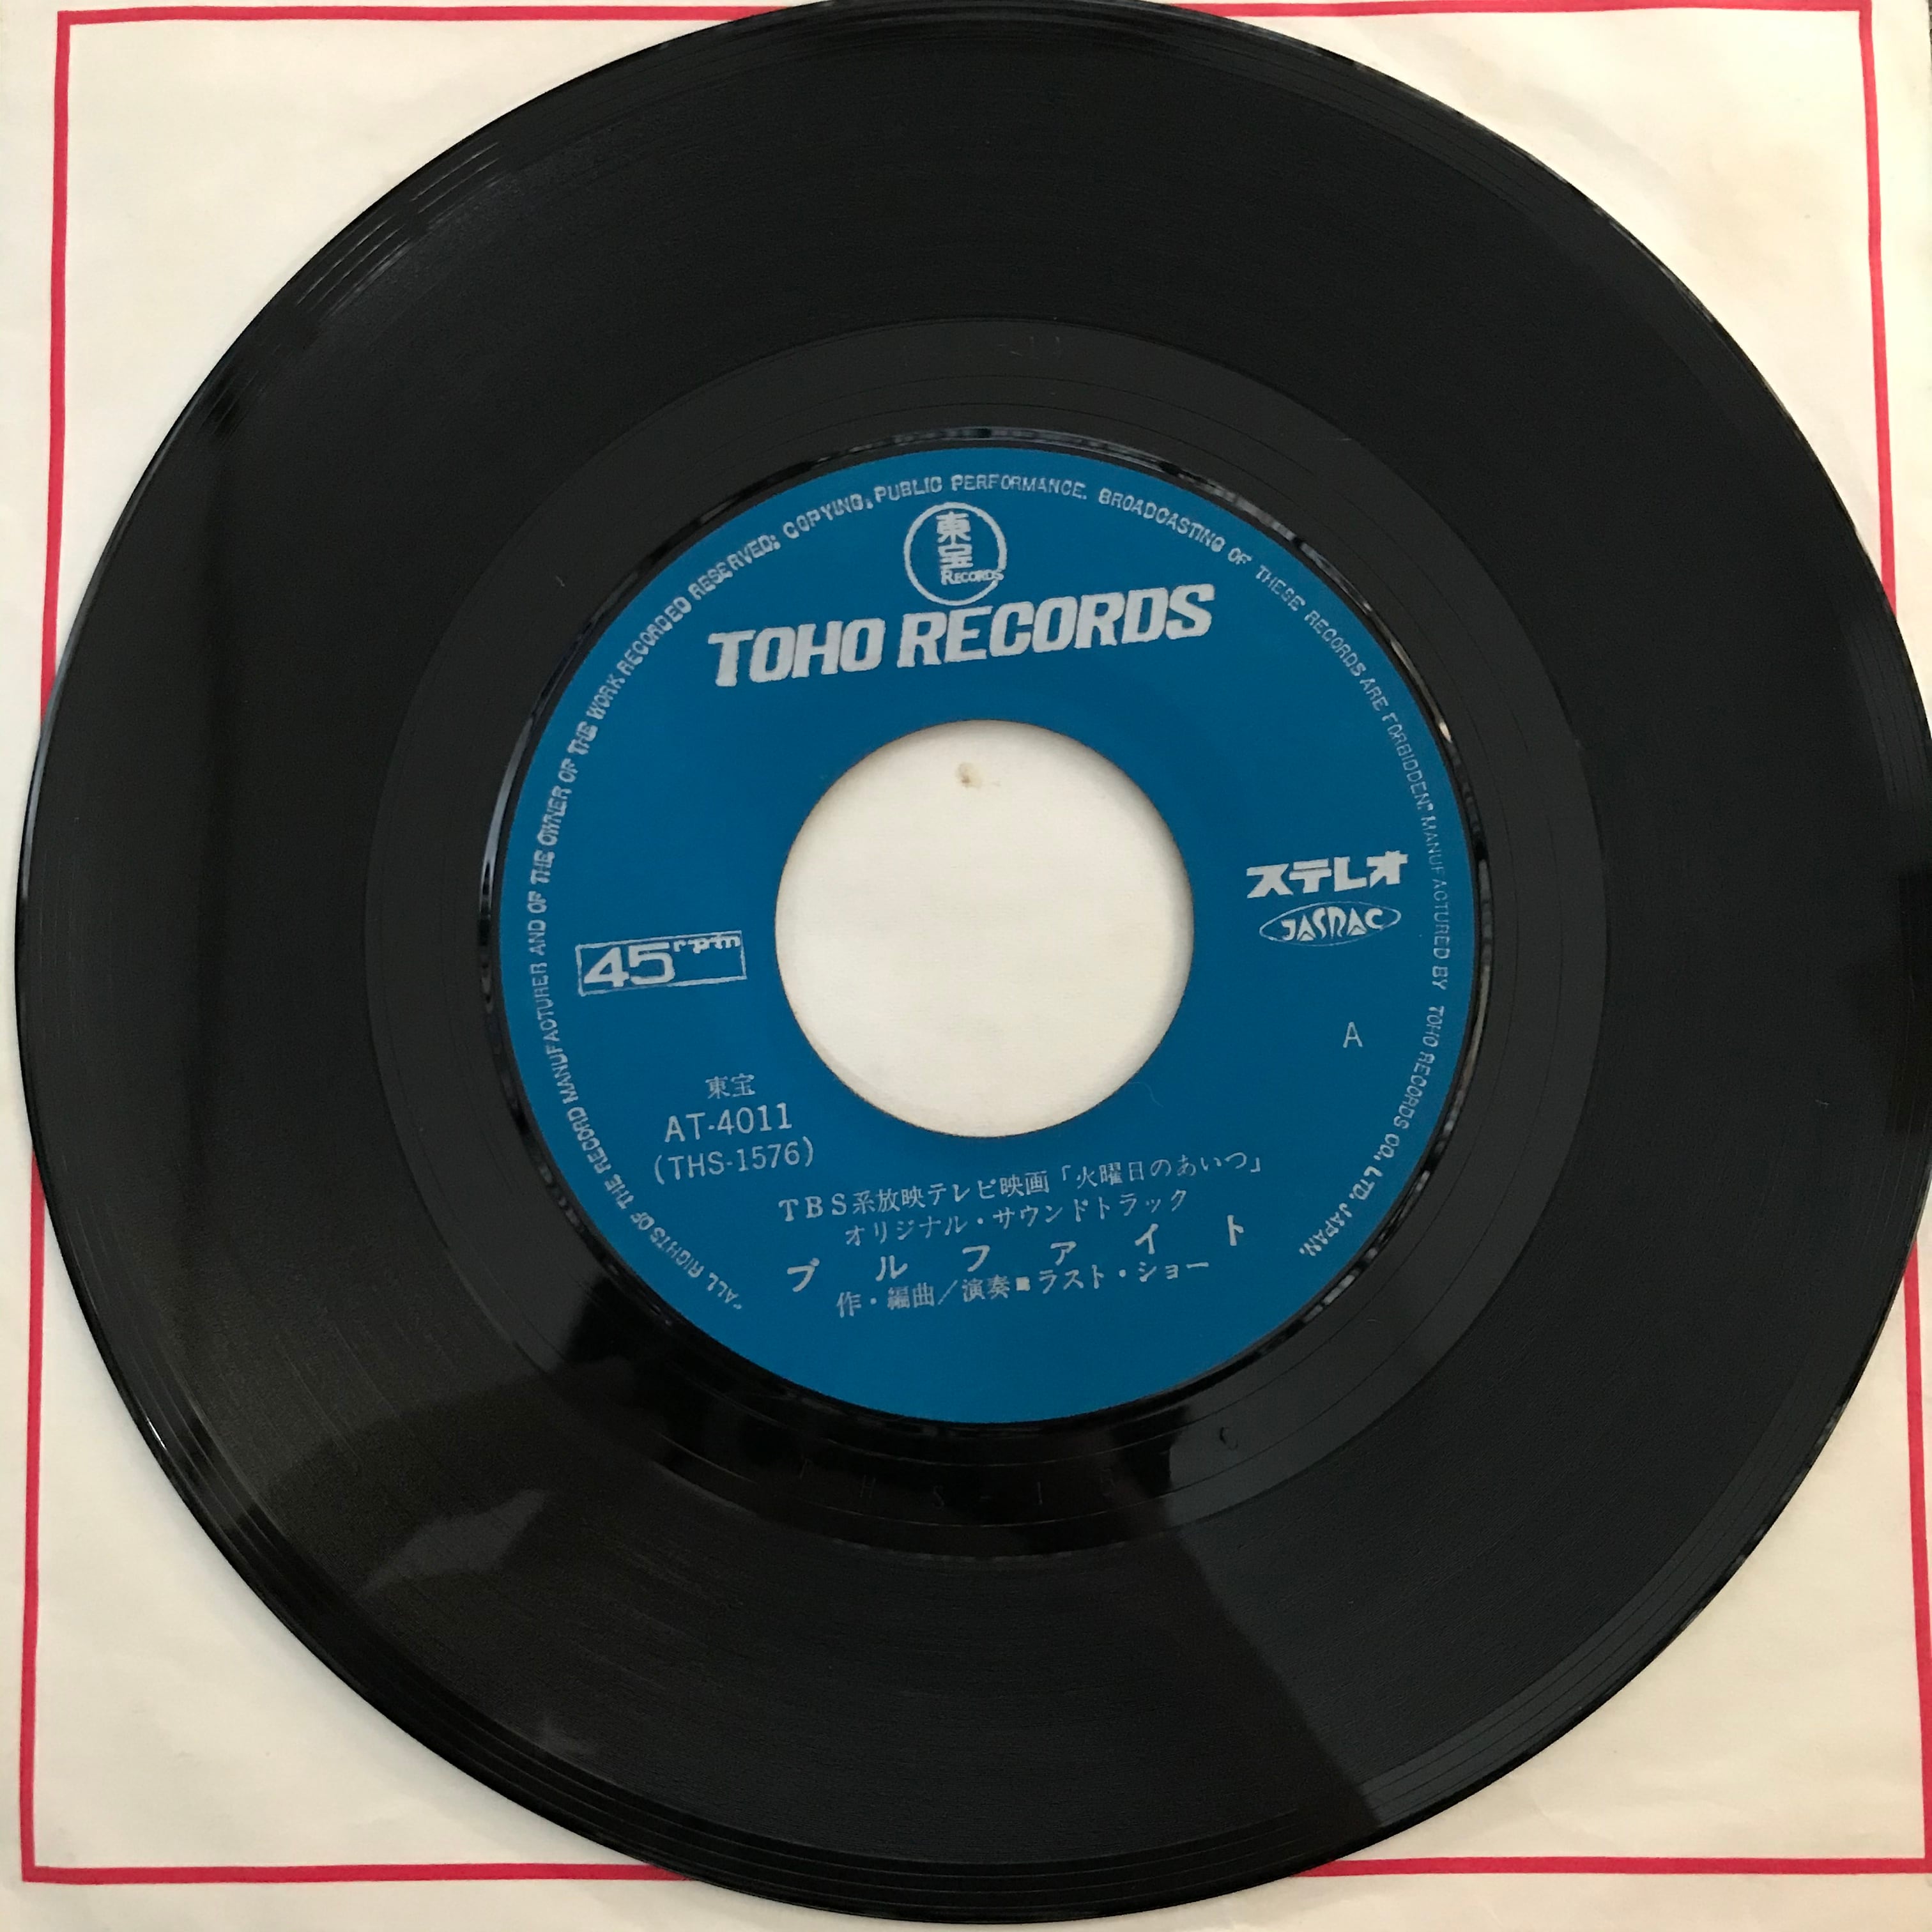 "ALL RIGHTS OF THE RECORD MANUFACTURER AND OF THE OWNER OF THE WORK RECORDED RESERVED; COPYING, PUBLIC PERFORMANCE. BROADCASTING OF THESE RECORDS ARE FORBIDDEN." MANUFACTURED BY TOHO RECORDS CO., LTD. JAPAN.
東宝
RECORDS
TOHO RECORDS
ステレオ
JASRAC
45rpm
A
東宝
AT-4011
(THS-1576)
TBS系放映テレビ映画「火曜日のあいつ」
オリジナル・サウンドトラック
ブルファイト
作・編曲/演奏■ラスト・ショー